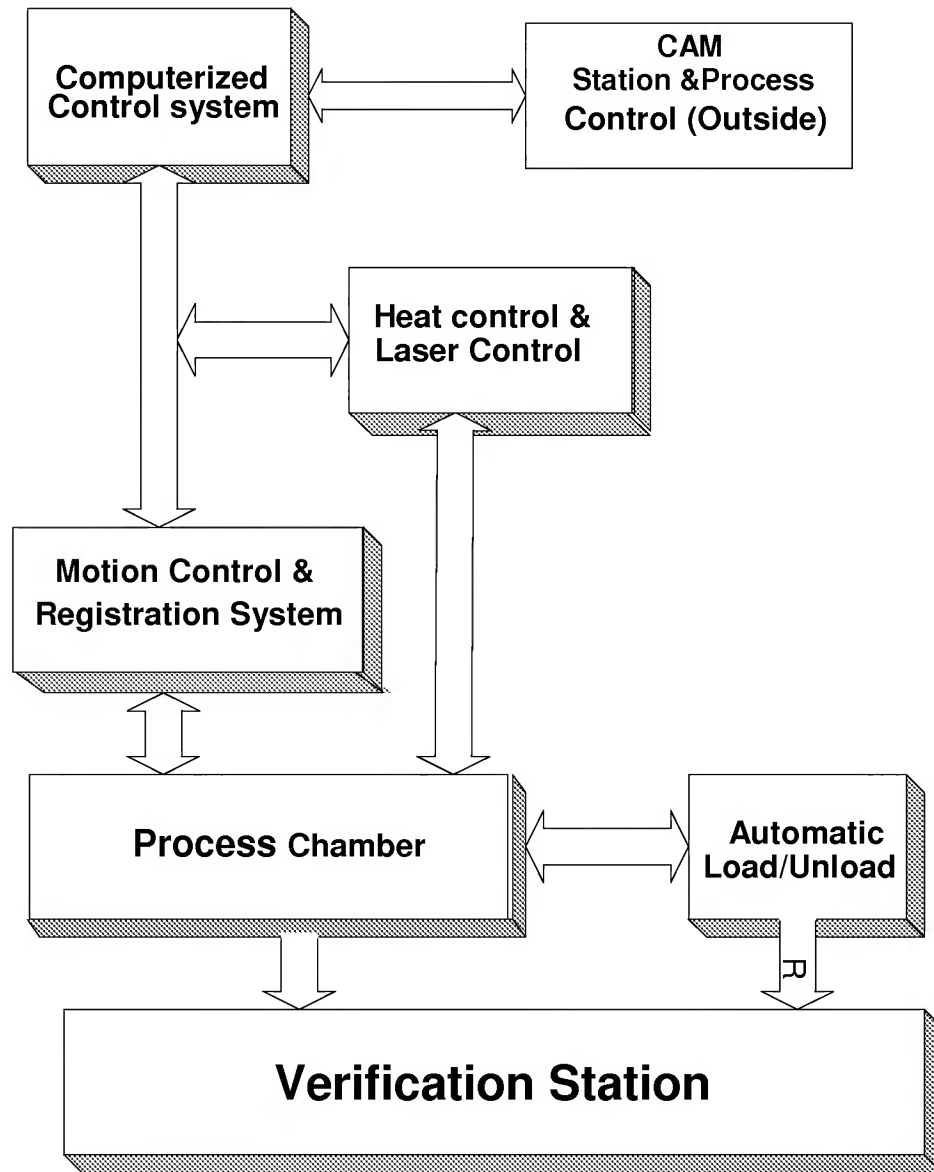 Computerized
Control system
CAM
Station &Process
Control (Outside)
Heat control &
Laser Control
Motion Control &
Registration System
Process Chamber
Automatic
Load/Unload
R
Verification Station